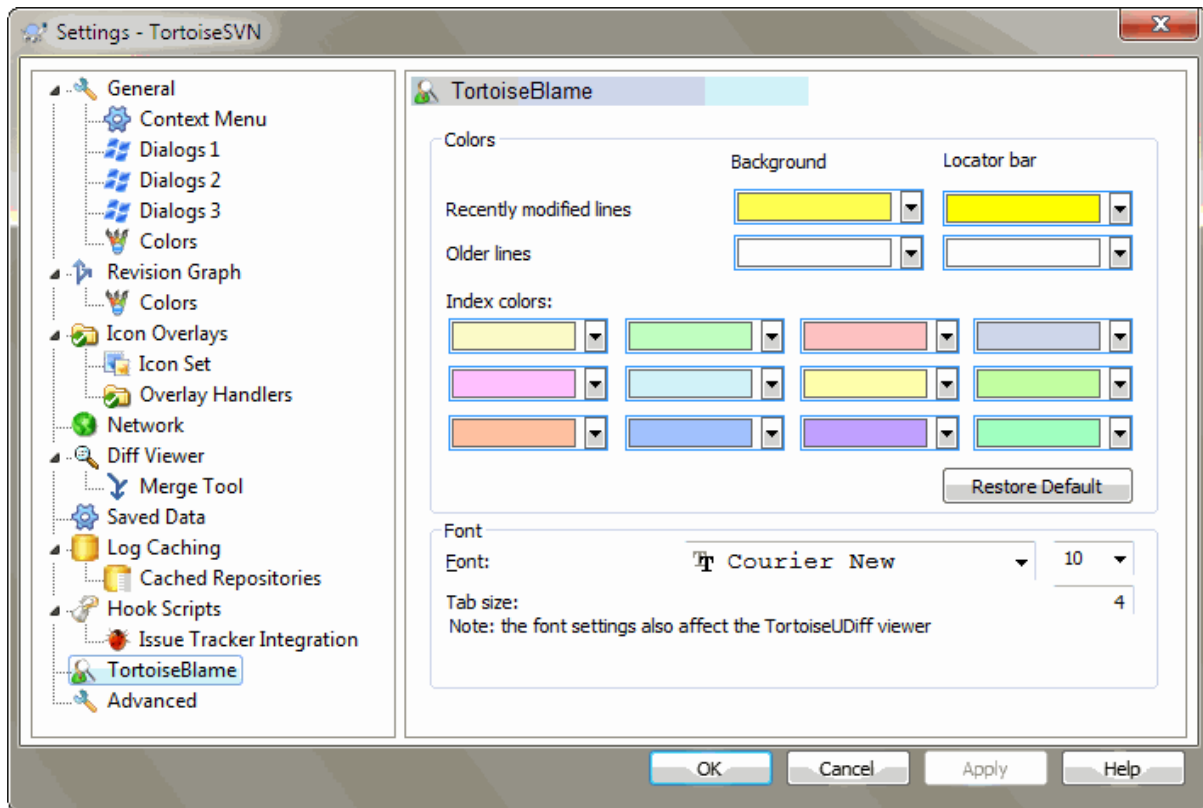 Settings - TortoiseSVN
General
Context Menu
Dialogs 1
Dialogs 2
Dialogs 3
Colors
Revision Graph
Colors
Icon Overlays
Icon Set
Overlay Handlers
Network
Diff Viewer
Merge Tool
Saved Data
Log Caching
Cached Repositories
Hook Scripts
Issue Tracker Integration
TortoiseBlame
Advanced
TortoiseBlame
Colors
Background Locator bar
Recently modified lines
Older lines
Index colors:
Restore Default
Font
Font: Courier New 10
Tab size: 4
Note: the font settings also affect the TortoiseUDiff viewer
OK Cancel Apply Help